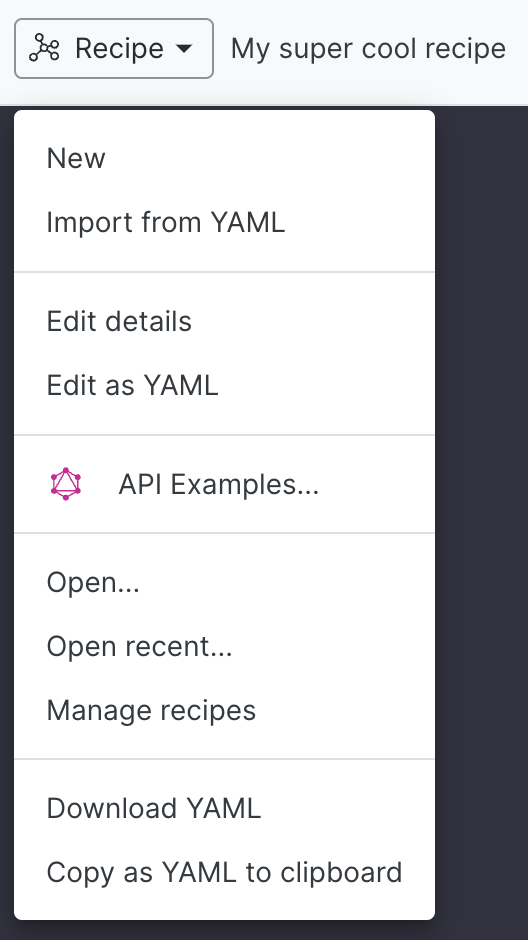 Recipe
My super cool recipe
New
Import from YAML
Edit details
Edit as YAML
API Examples...
Open...
Open recent...
Manage recipes
Download YAML
Copy as YAML to clipboard